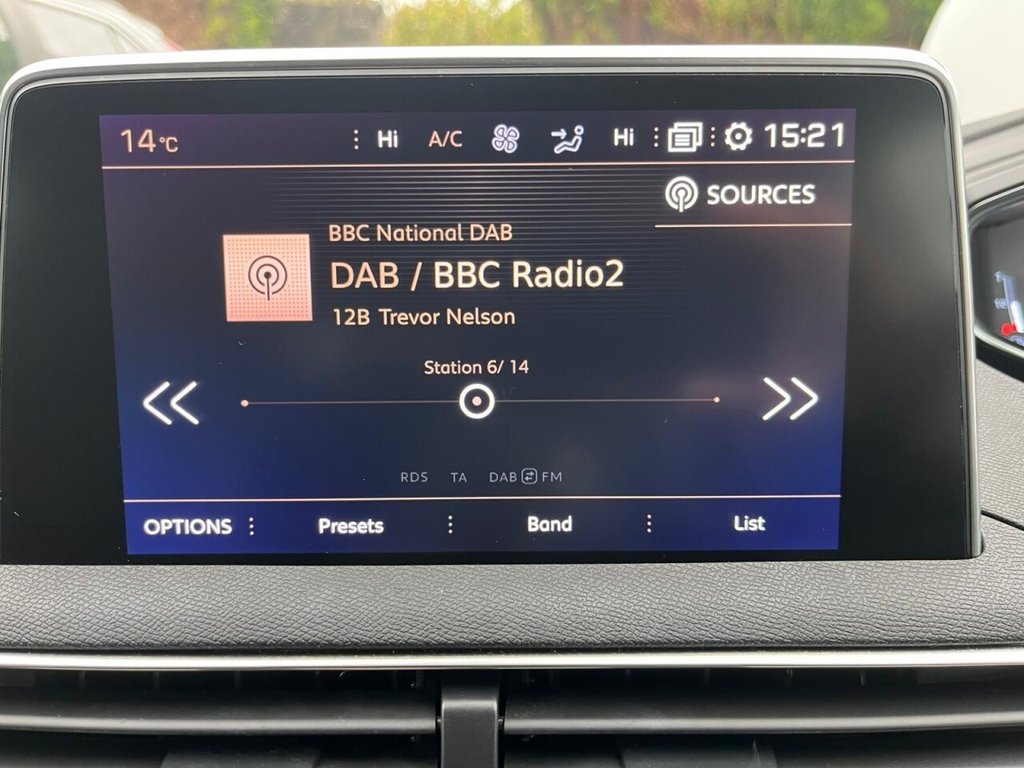 14°C Hi A/C Hi 15:21
SOURCES
BBC National DAB
DAB / BBC Radio2
12B Trevor Nelson
Station 6/ 14
RDS TA DAB FM
OPTIONS Presets Band List